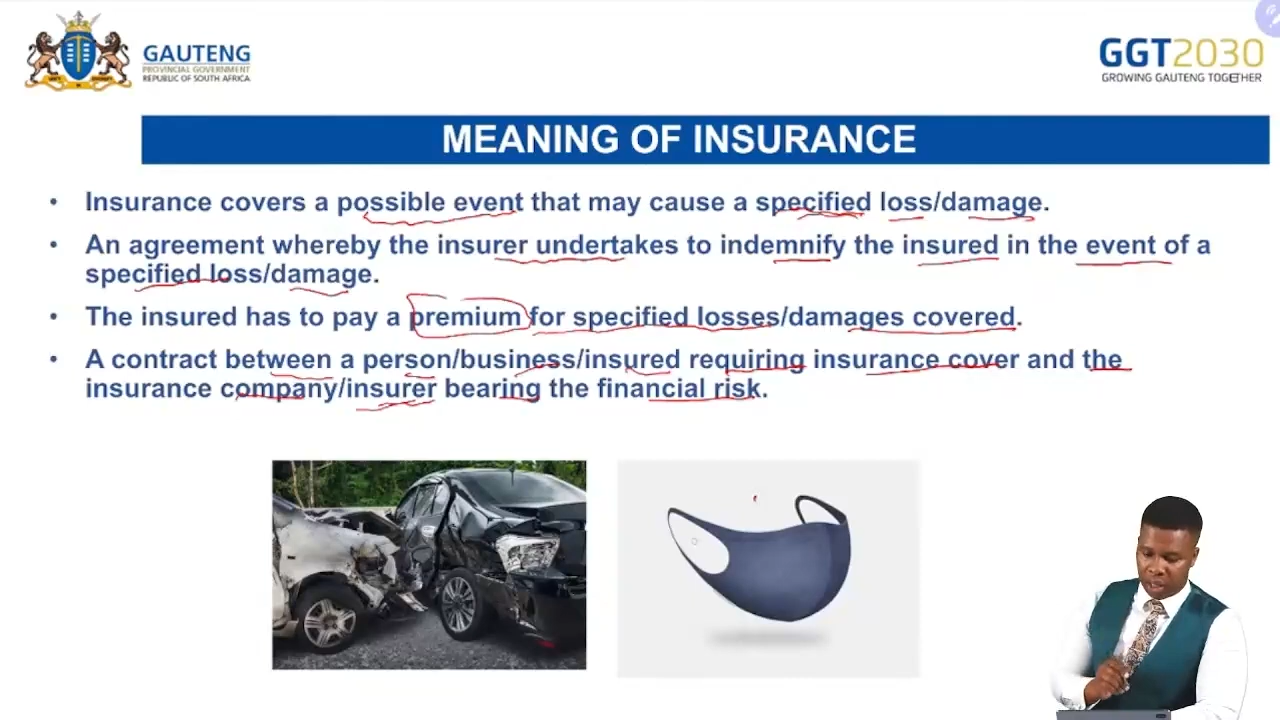 GAUTENG
PROVINCIAL GOVERNMENT
REPUBLIC OF SOUTH AFRICA
GGT2030
GROWING GAUTENG TOGETHER
MEANING OF INSURANCE
• Insurance covers a possible event that may cause a specified loss/damage.
• An agreement whereby the insurer undertakes to indemnify the insured in the event of a
specified loss/damage.
• The insured has to pay a premium for specified losses/damages covered.
• A contract between a person/business/insured requiring insurance cover and the
insurance company/insurer bearing the financial risk.